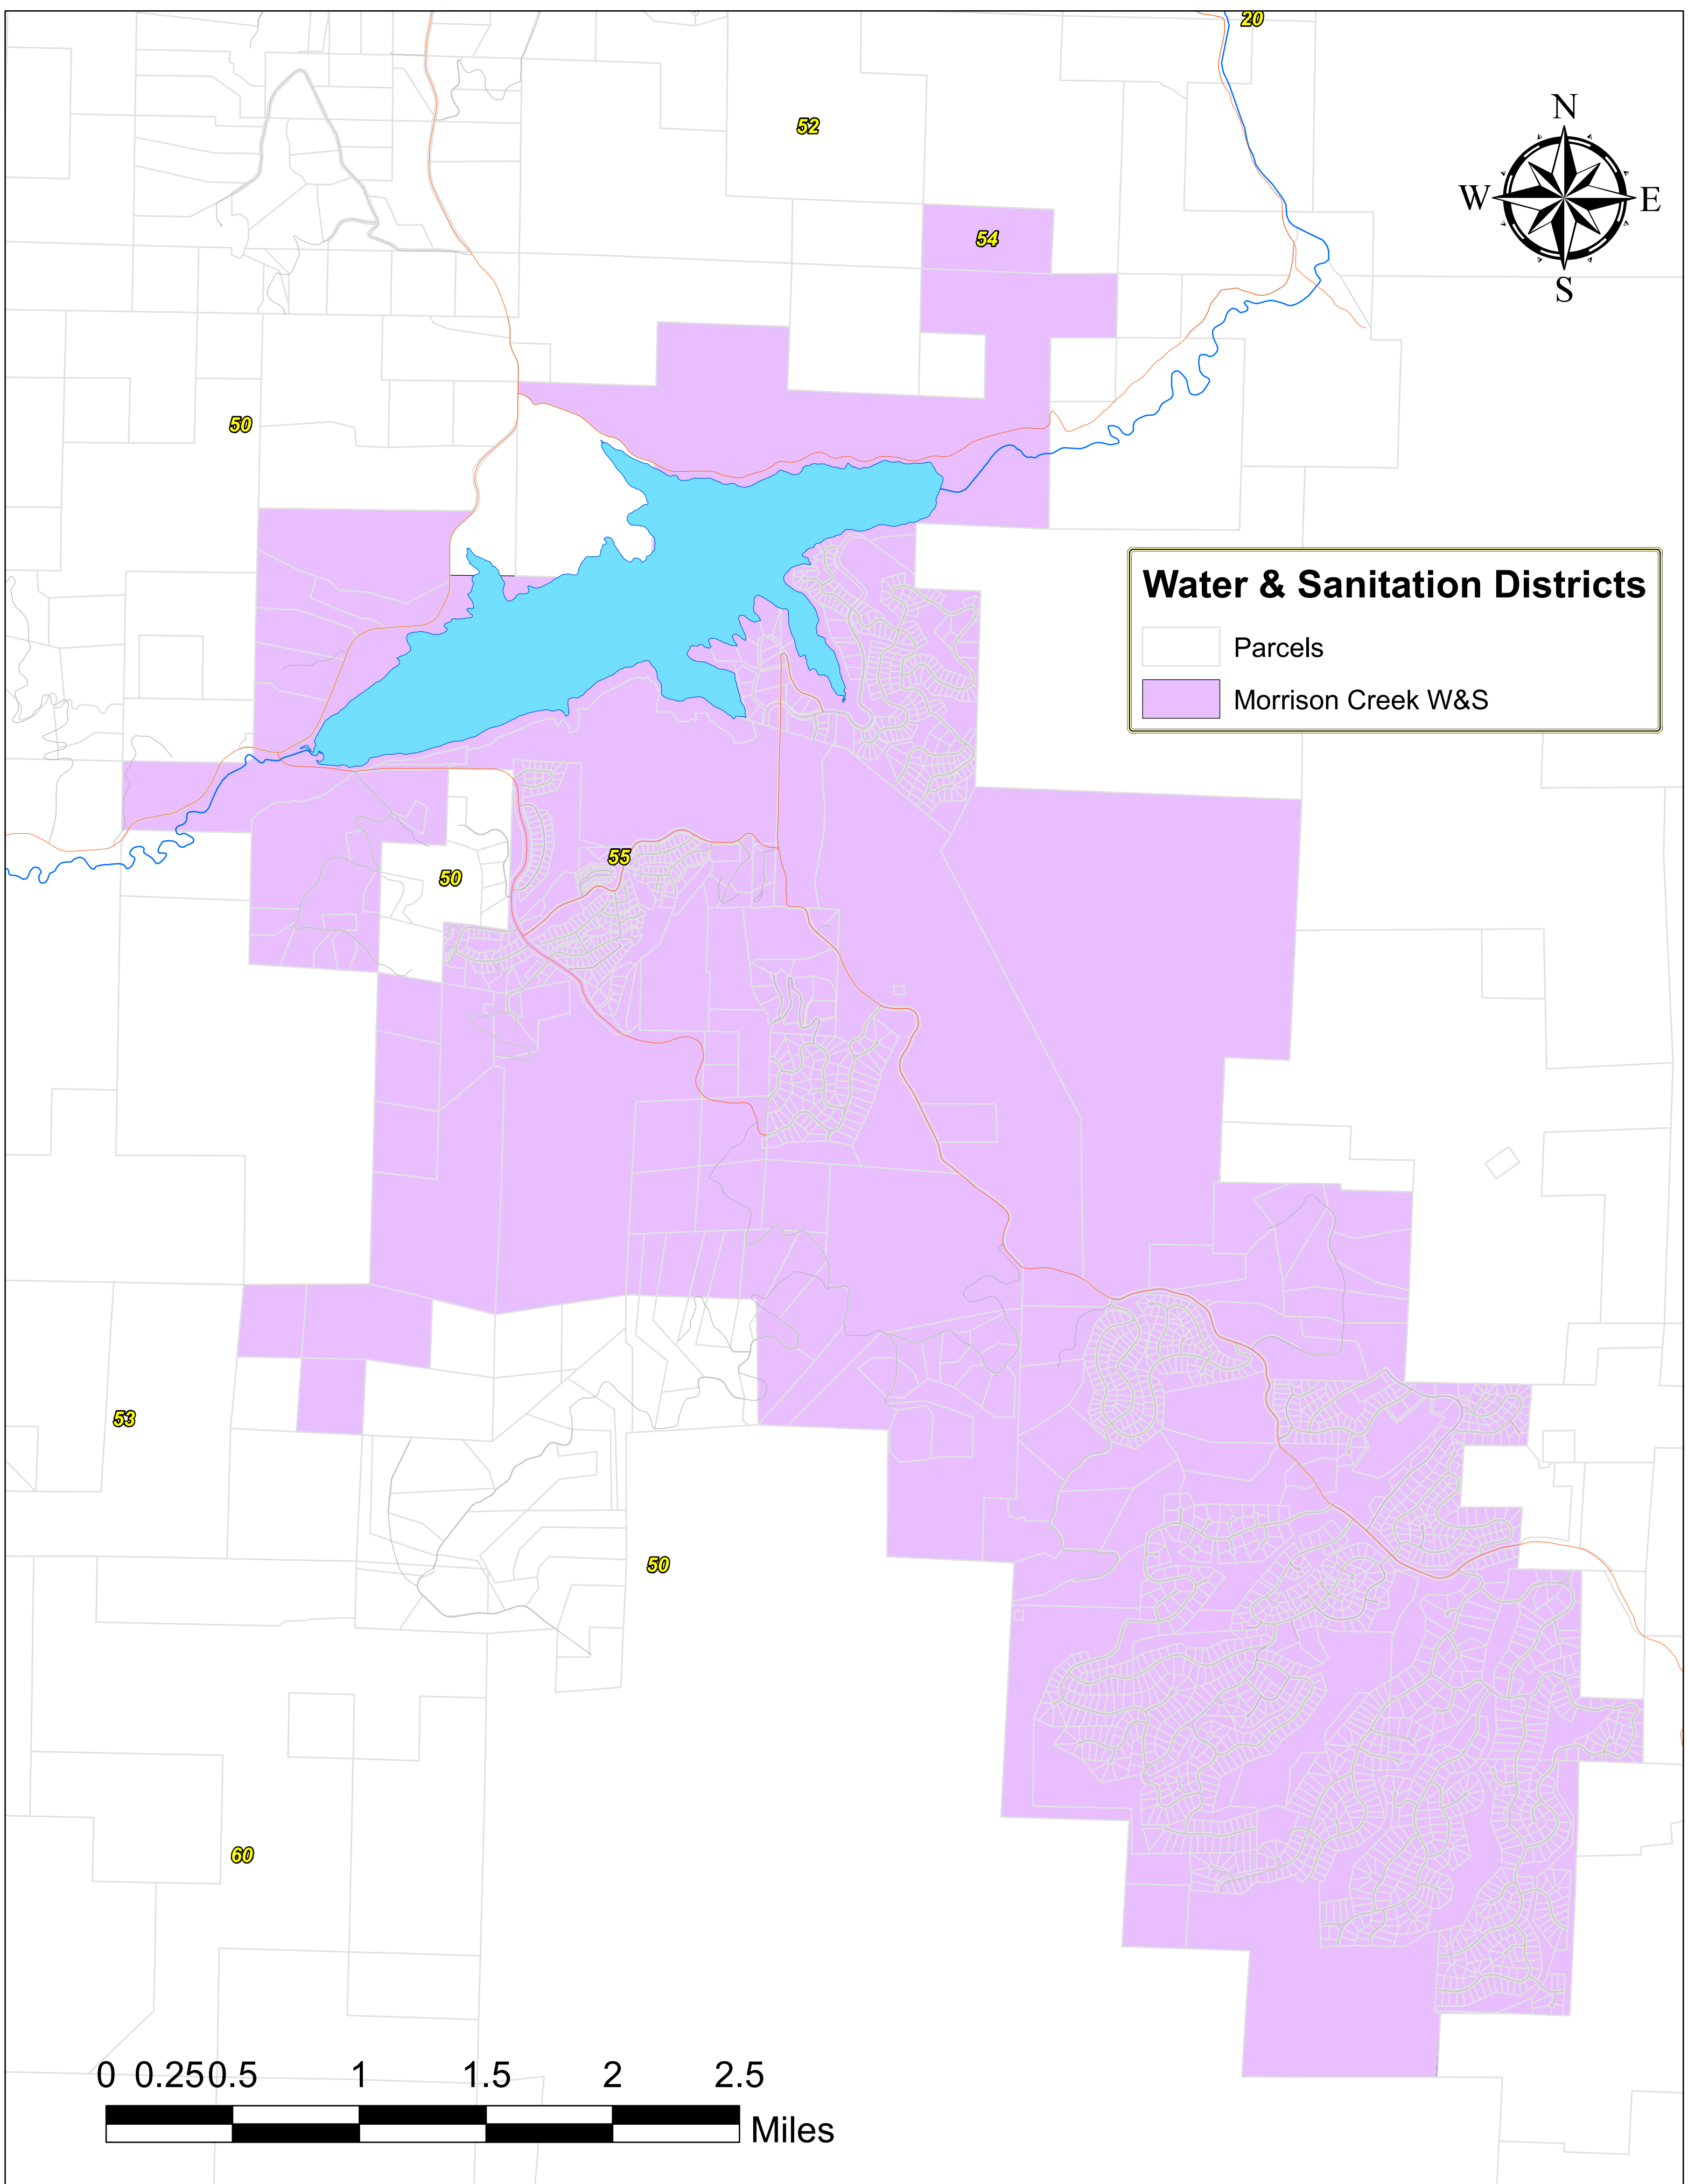 20
52
N
W
E
S
54
50
Water & Sanitation Districts
Parcels
Morrison Creek W&S
55
50
53
50
60
0 0.25 0.5 1 1.5 2 2.5
Miles